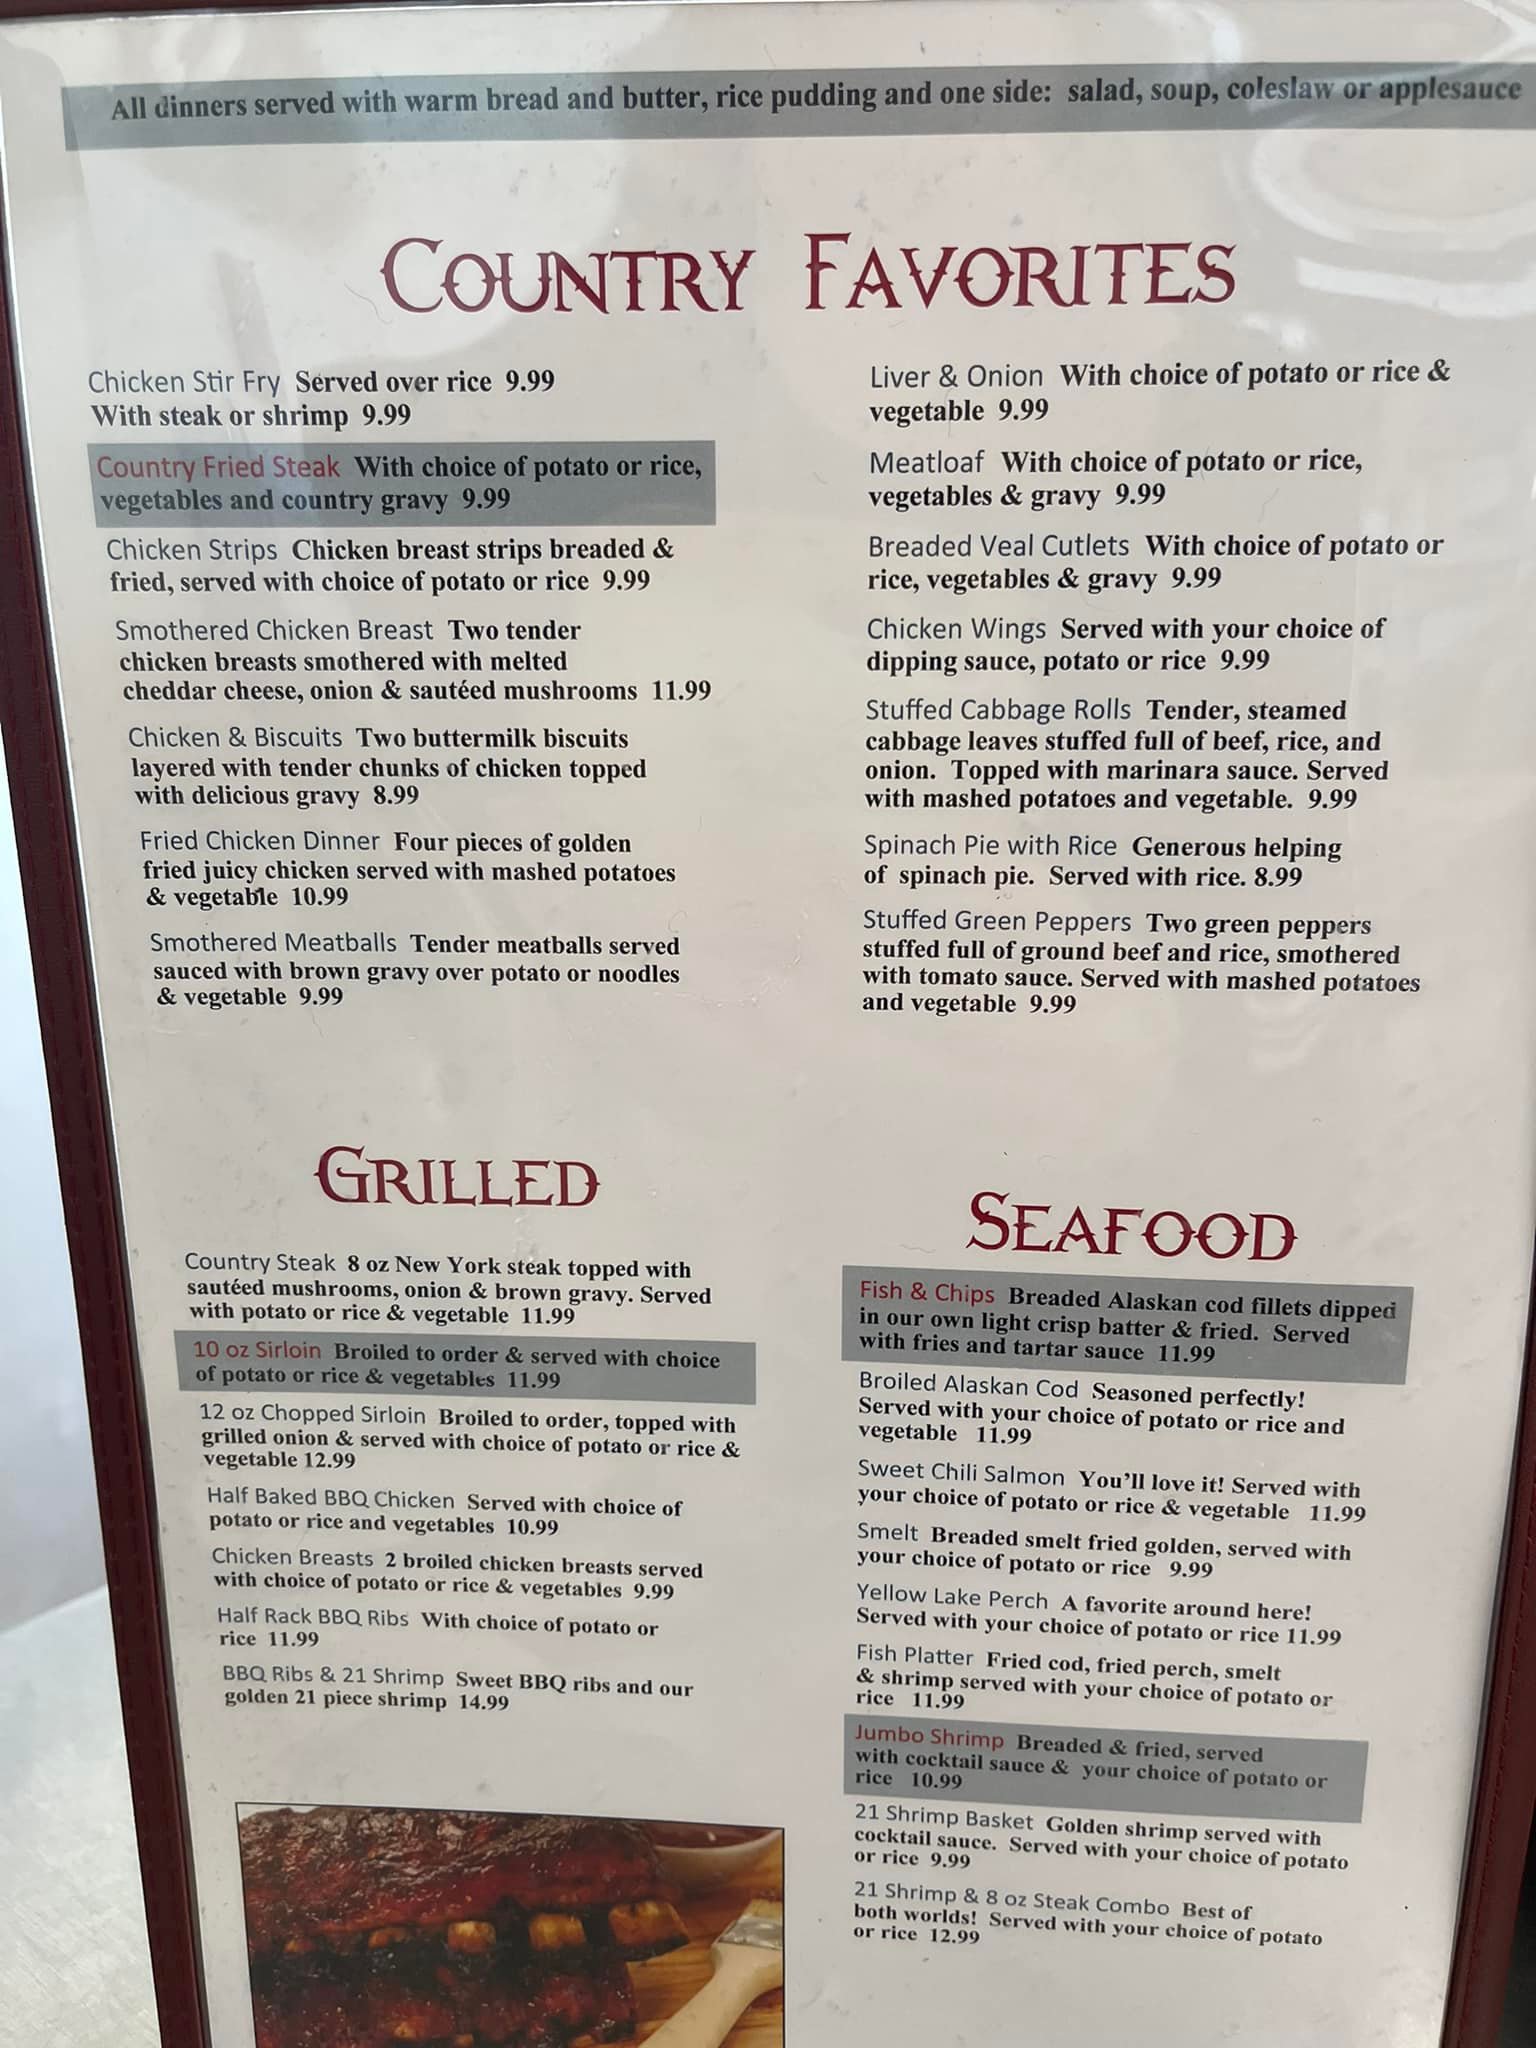 All dinners served with warm bread and butter, rice pudding and one side: salad, soup, coleslaw or applesauce
COUNTRY FAVORITES
Chicken Stir Fry Served over rice 9.99
With steak or shrimp 9.99
Country Fried Steak With choice of potato or rice,
vegetables and country gravy 9.99
Chicken Strips Chicken breast strips breaded &
fried, served with choice of potato or rice 9.99
Smothered Chicken Breast Two tender
chicken breasts smothered with melted
cheddar cheese, onion & sautéed mushrooms 11.99
Chicken & Biscuits Two buttermilk biscuits
layered with tender chunks of chicken topped
with delicious gravy 8.99
Fried Chicken Dinner Four pieces of golden
fried juicy chicken served with mashed potatoes
& vegetable 10.99
Smothered Meatballs Tender meatballs served
sauced with brown gravy over potato or noodles
& vegetable 9.99
Liver & Onion With choice of potato or rice &
vegetable 9.99
Meatloaf With choice of potato or rice,
vegetables & gravy 9.99
Breaded Veal Cutlets With choice of potato or
rice, vegetables & gravy 9.99
Chicken Wings Served with your choice of
dipping sauce, potato or rice 9.99
Stuffed Cabbage Rolls Tender, steamed
cabbage leaves stuffed full of beef, rice, and
onion. Topped with marinara sauce. Served
with mashed potatoes and vegetable. 9.99
Spinach Pie with Rice Generous helping
of spinach pie. Served with rice. 8.99
Stuffed Green Peppers Two green peppers
stuffed full of ground beef and rice, smothered
with tomato sauce. Served with mashed potatoes
and vegetable 9.99
GRILLED
Country Steak 8 oz New York steak topped with
sautéed mushrooms, onion & brown gravy. Served
with potato or rice & vegetable 11.99
10 oz Sirloin Broiled to order & served with choice
of potato or rice & vegetables 11.99
12 oz Chopped Sirloin Broiled to order, topped with
grilled onion & served with choice of potato or rice &
vegetable 12.99
Half Baked BBQ Chicken Served with choice of
potato or rice and vegetables 10.99
Chicken Breasts 2 broiled chicken breasts served
with choice of potato or rice & vegetables 9.99
Half Rack BBQ Ribs With choice of potato or
rice 11.99
BBQ Ribs & 21 Shrimp Sweet BBQ ribs and our
golden 21 piece shrimp 14.99
SEAFOOD
Fish & Chips Breaded Alaskan cod fillets dipped
in our own light crisp batter & fried. Served
with fries and tartar sauce 11.99
Broiled Alaskan Cod Seasoned perfectly!
Served with your choice of potato or rice and
vegetable 11.99
Sweet Chili Salmon You'll love it! Served with
your choice of potato or rice & vegetable 11.99
Smelt Breaded smelt fried golden, served with
your choice of potato or rice 9.99
Yellow Lake Perch A favorite around here!
Served with your choice of potato or rice 11.99
Fish Platter Fried cod, fried perch, smelt
& shrimp served with your choice of potato or
rice 11.99
Jumbo Shrimp Breaded & fried, served
with cocktail sauce & your choice of potato or
rice 10.99
21 Shrimp Basket Golden shrimp served with
cocktail sauce. Served with your choice of potato
or rice 9.99
21 Shrimp & 8 oz Steak Combo Best of
both worlds! Served with your choice of potato
or rice 12.99